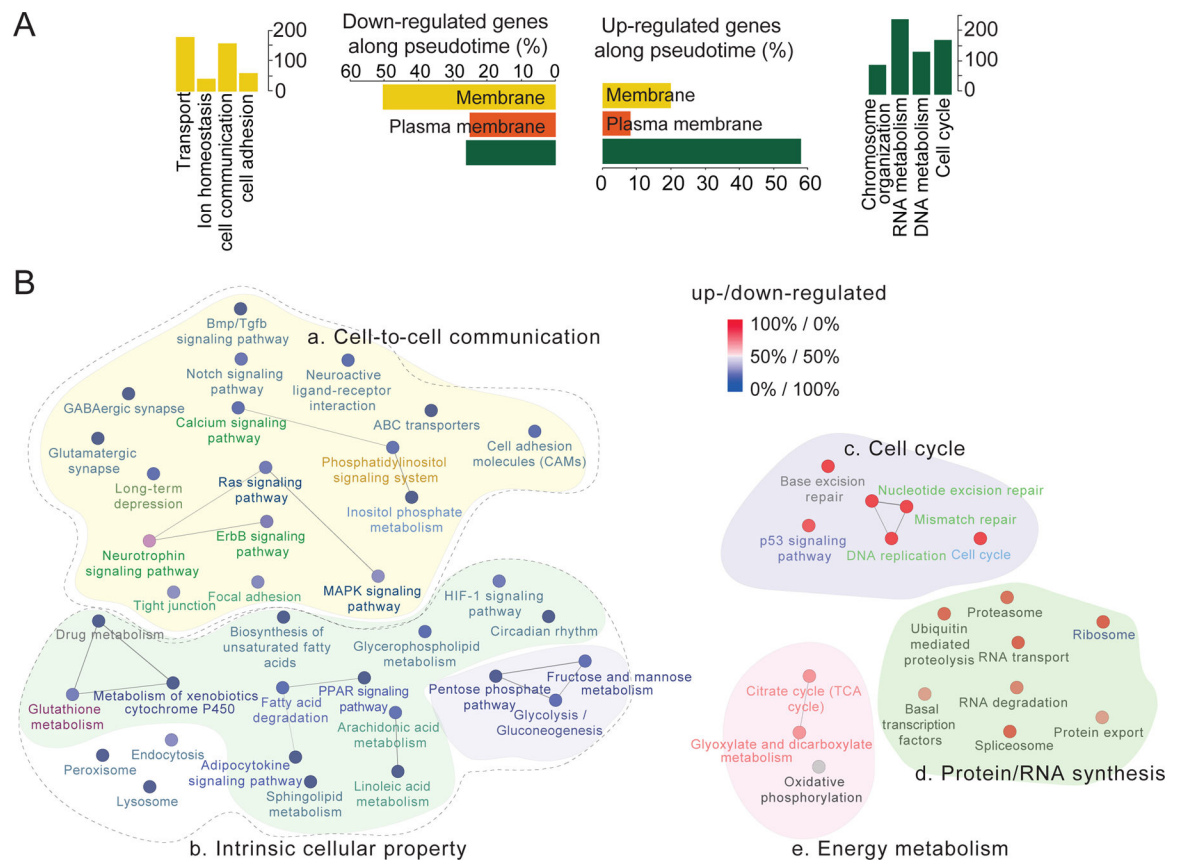 A
200
100
0
Transport
Ion homestasis
cell communication
cell adhesion
Down-regulated genes
along pseudotime (%)
60 50 40 30 20 10 0
Membrane
Plasma membrane
Up-regulated genes
along pseudotime (%)
Membrane
Plasma membrane
0 10 20 30 40 50 60
200
100
0
Chromosome
organization
RNA metabolism
DNA metabolism
Cell cycle
B
up-/down-regulated
100% / 0%
50% / 50%
0% / 100%
a. Cell-to-cell communication
Bmp/Tgfb
signaling pathway
Notch signaling
pathway
Neuroactive
ligand-receptor
interaction
GABAergic synapse
Calcium signaling
pathway
ABC transporters
Glutamatergic
synapse
Cell adhesion
molecules (CAMs)
Phosphatidylinositol
signaling system
Long-term
depression
Ras signaling
pathway
Inositol phosphate
metabolism
ErbB signaling
pathway
Neurotrophin
signaling pathway
Tight junction
Focal adhesion
MAPK signaling
pathway
HIF-1 signaling
pathway
Circadian rhythm
Drug metabolism
Biosynthesis of
unsaturated fatty
acids
Glycerophospholipid
metabolism
Glutathione
metabolism
Metabolism of xenobiotics
cytochrome P450
Fatty acid
degradation
PPAR signaling
pathway
Arachidonic acid
metabolism
Pentose phosphate
pathway
Fructose and mannose
metabolism
Glycolysis /
Gluconeogenesis
Endocytosis
Peroxisome
Lysosome
Adipocytokine
signaling pathway
Sphingolipid
metabolism
Linoleic acid
metabolism
b. Intrinsic cellular property
c. Cell cycle
Base excision
repair
Nucleotide excision repair
Mismatch repair
p53 signaling
pathway
DNA replication
Cell cycle
Proteasome
Ubiquitin
mediated
proteolysis
Ribosome
RNA transport
RNA degradation
Basal
transcription
factors
Protein export
Spliceosome
d. Protein/RNA synthesis
Citrate cycle (TCA
cycle)
Glyoxylate and dicarboxylate
metabolism
Oxidative
phosphorylation
e. Energy metabolism